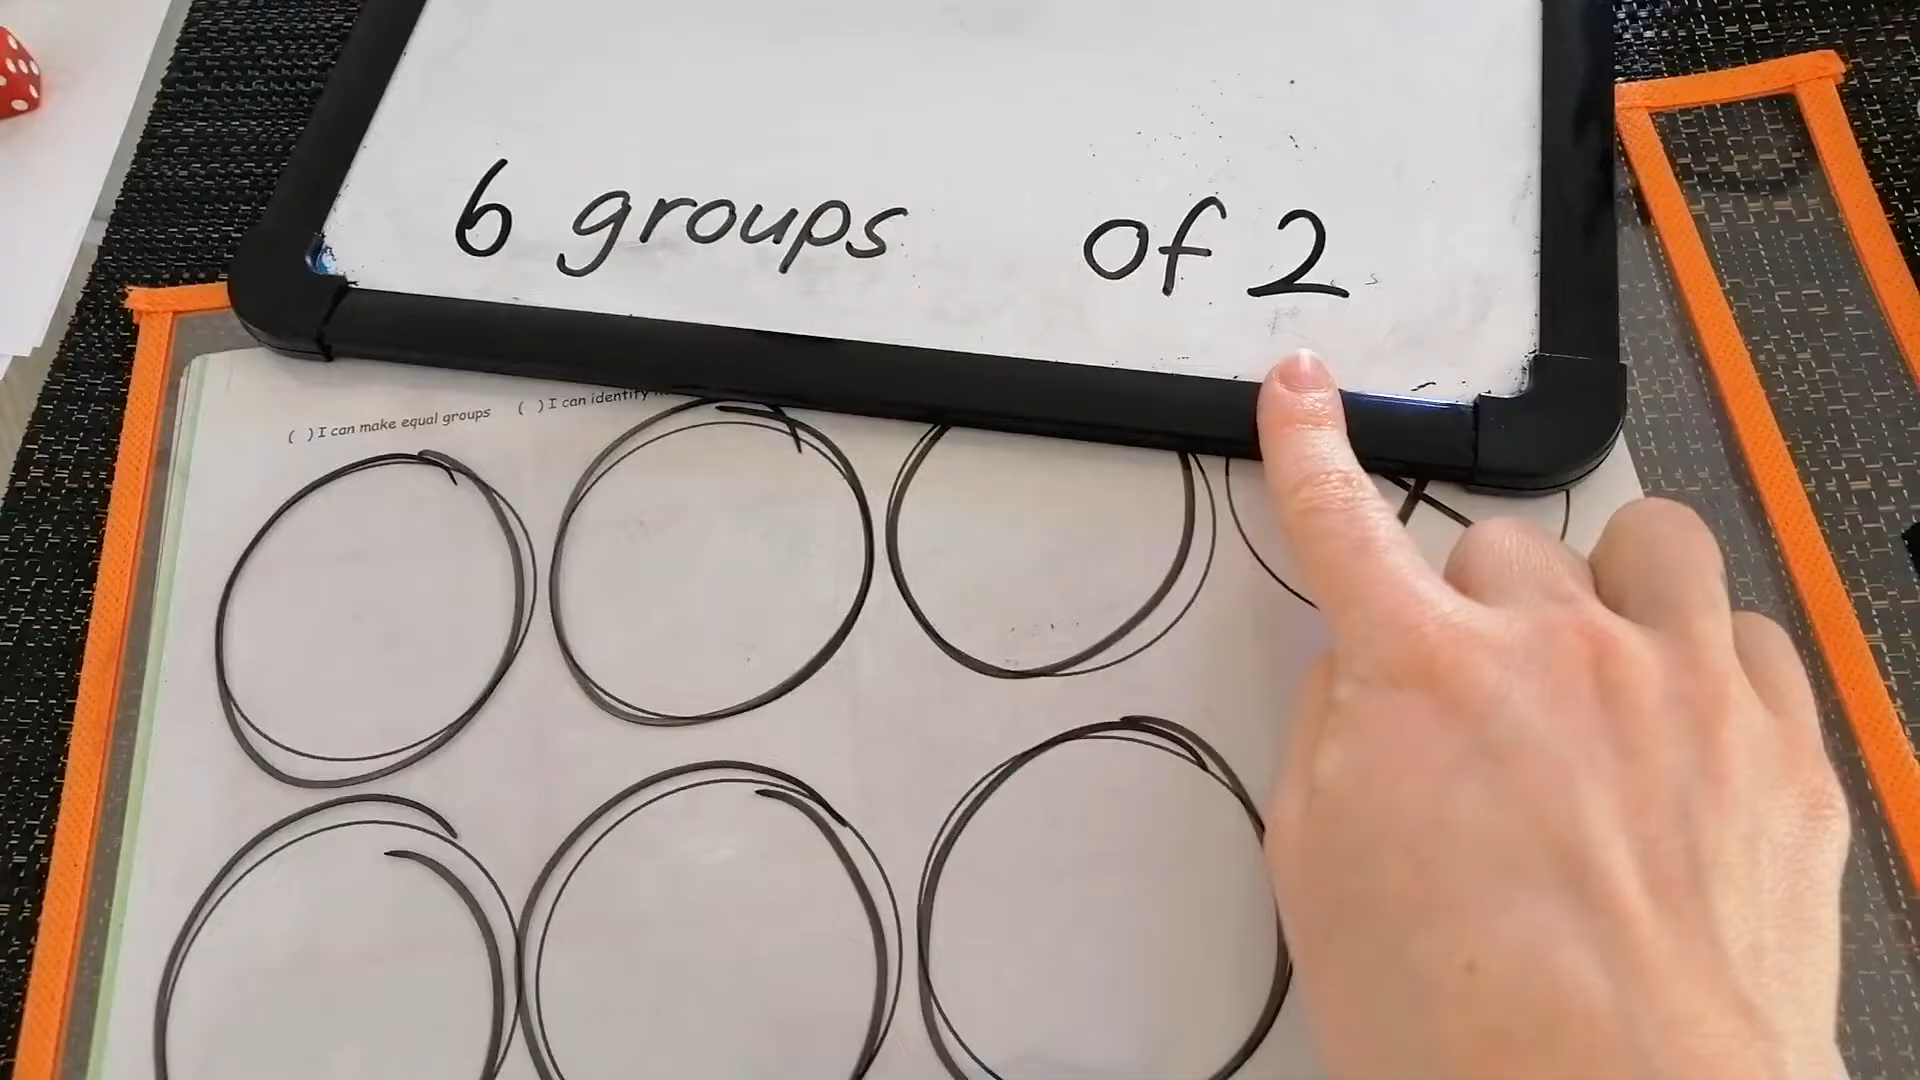 6 groups of 2
( ) I can make equal groups ( ) I can identify